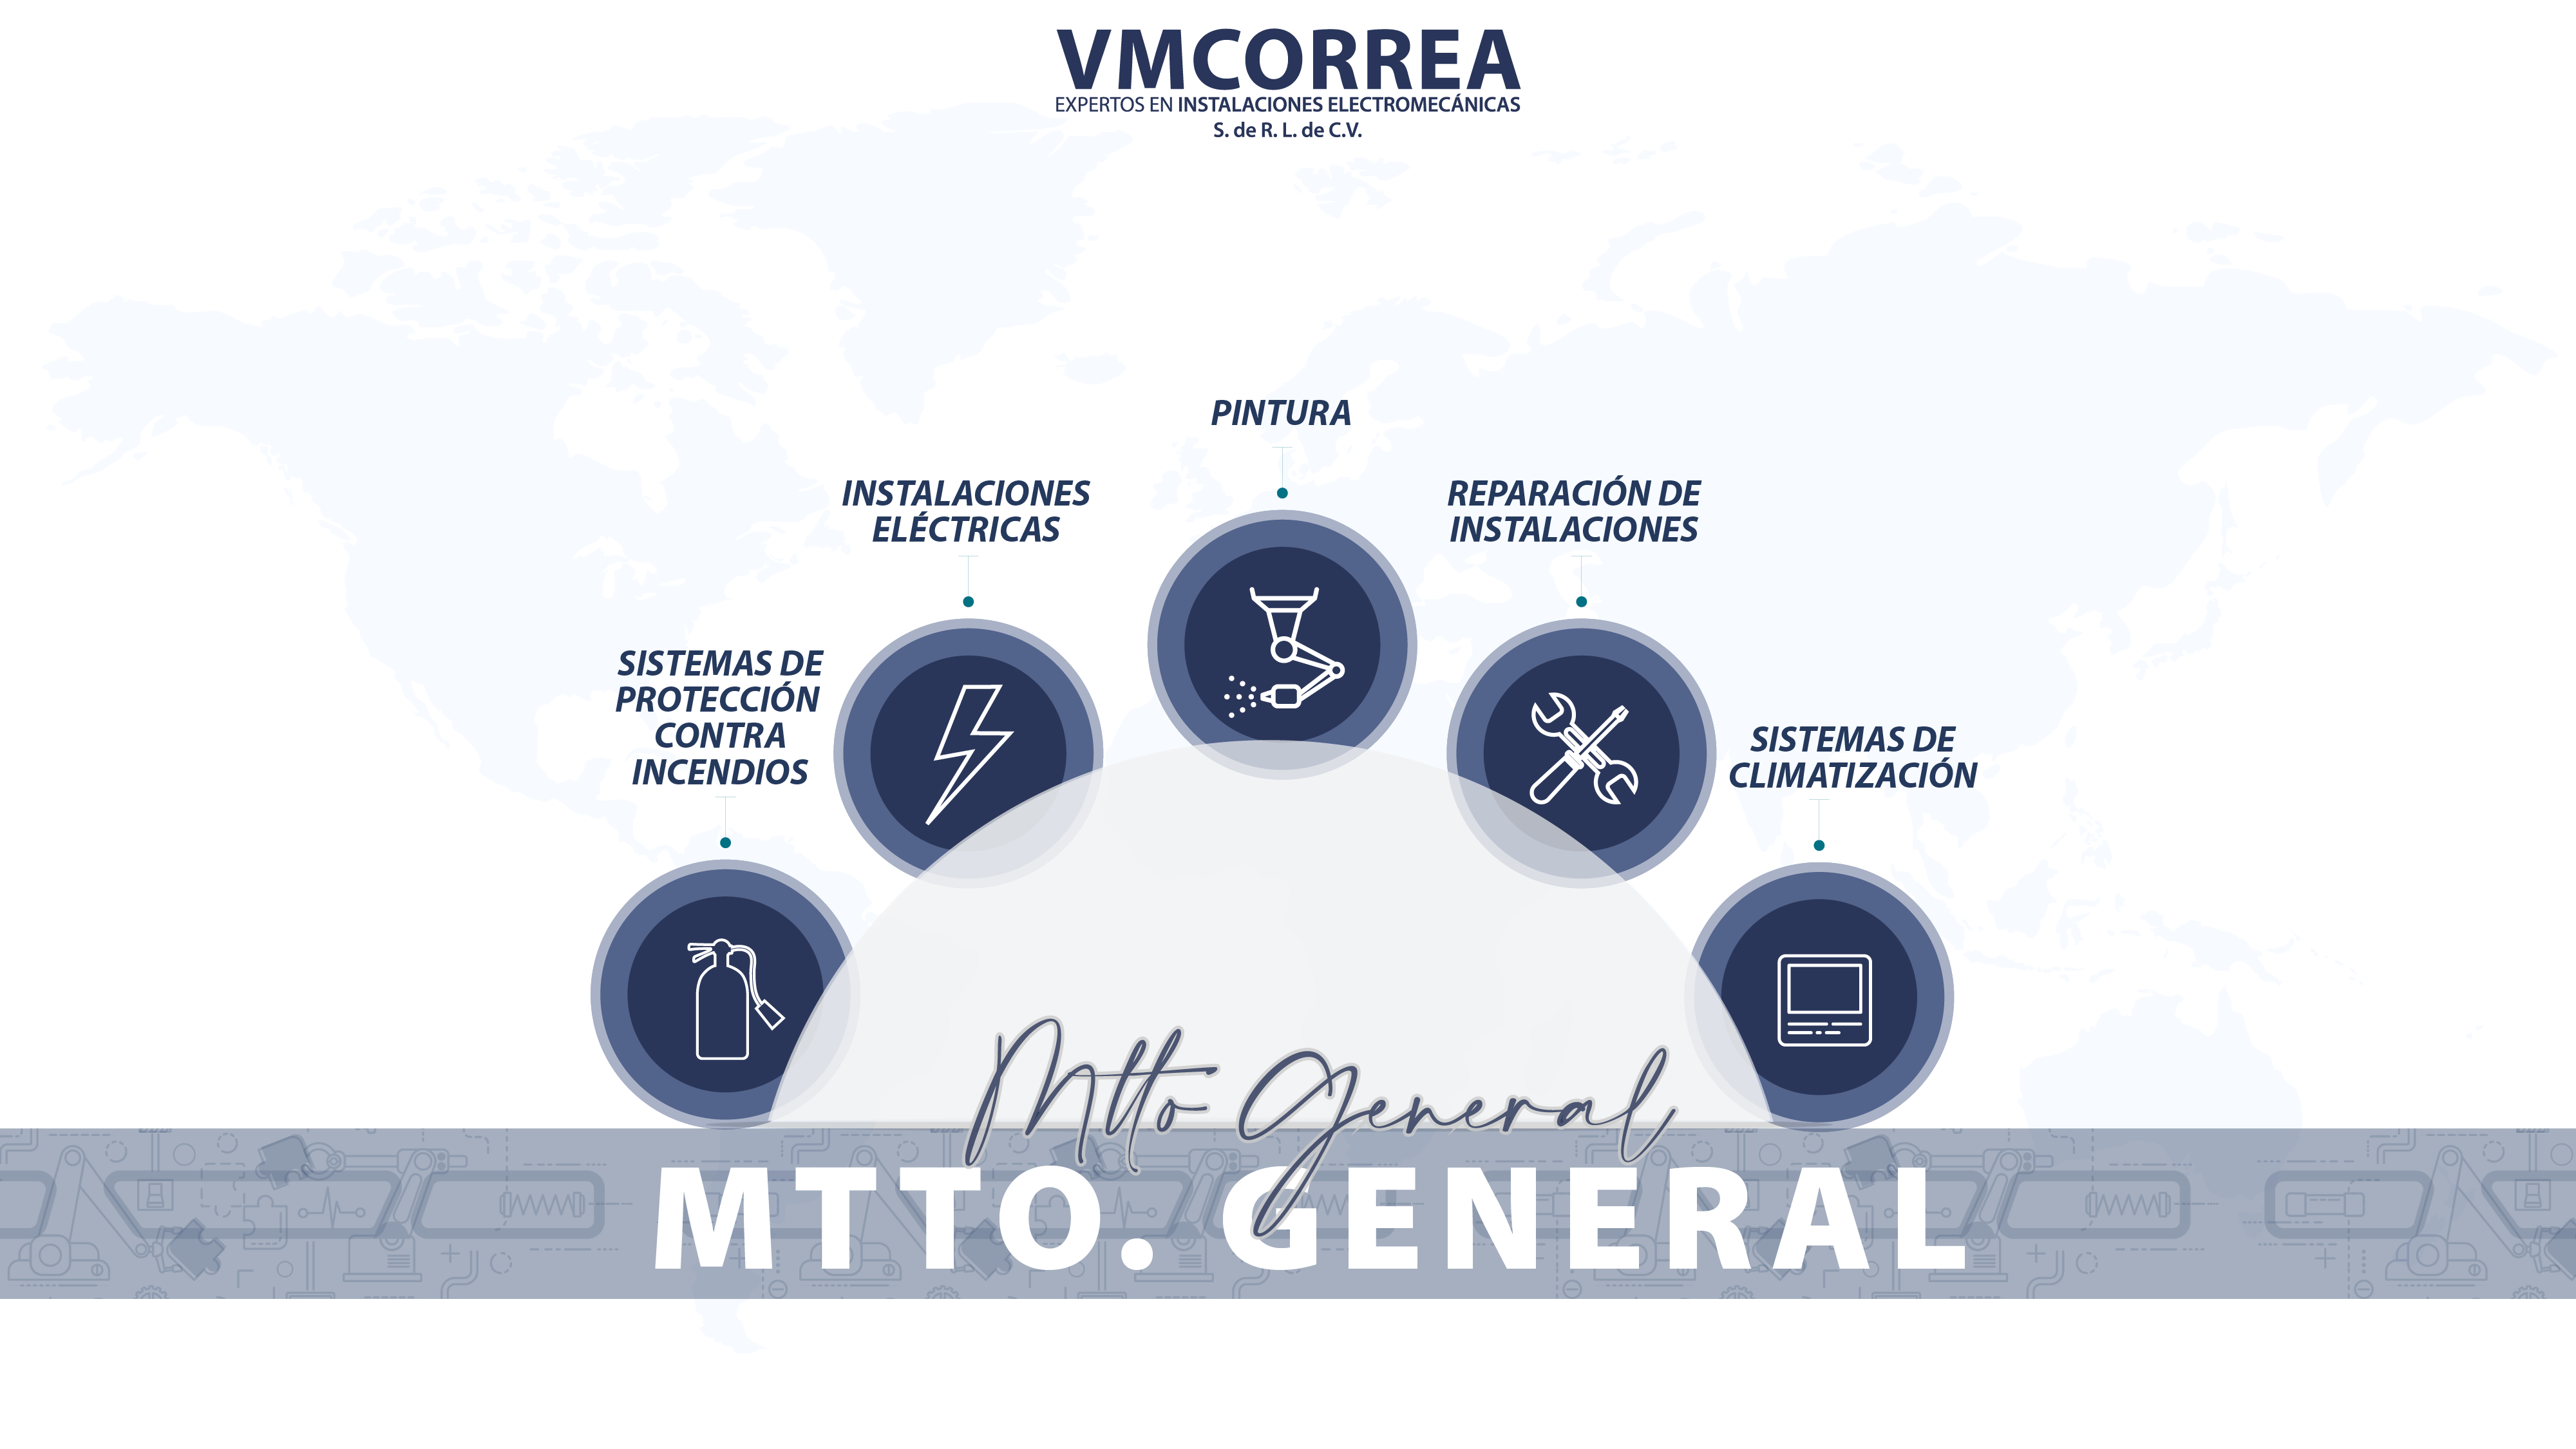 VMCORREA
EXPERTOS EN INSTALACIONES ELECTROMECÁNICAS
S. de R. L. de C.V.
PINTURA
INSTALACIONES
ELÉCTRICAS
REPARACIÓN DE
INSTALACIONES
SISTEMAS DE
PROTECCIÓN
CONTRA
INCENDIOS
SISTEMAS DE
CLIMATIZACIÓN
Mtto General
MTTO. GENERAL